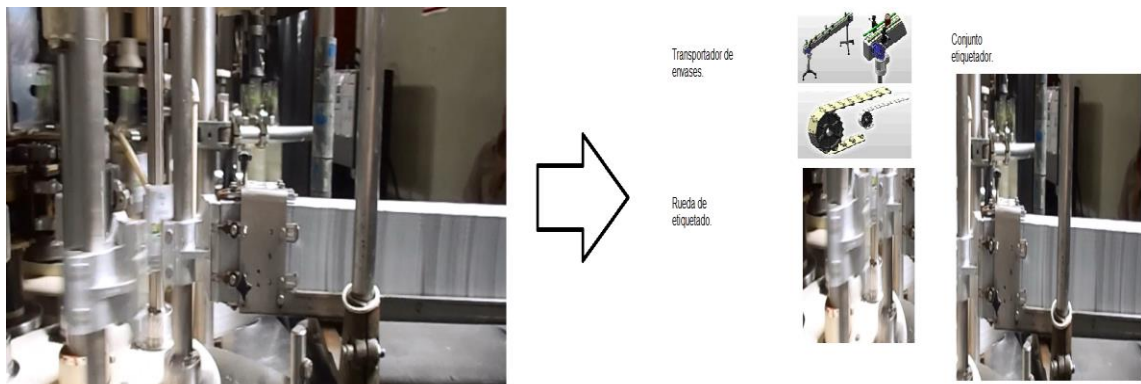 Transportador de
envases.
Conjunto
etiquetador.
Rueda de
etiquetado.